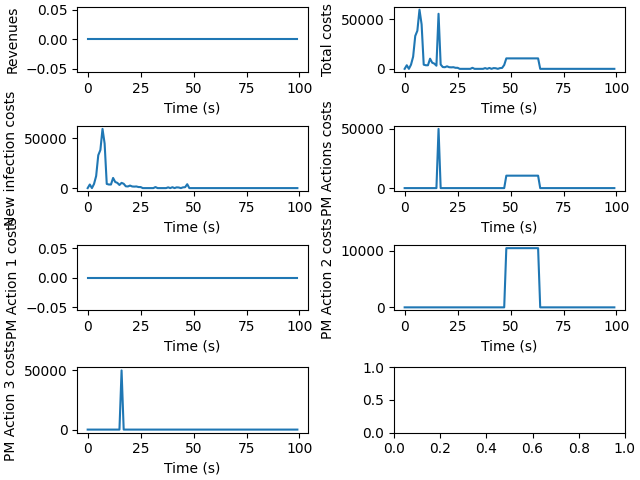 Revenues
0.05
0.00
−0.05
0 25 50 75 100
Time (s)
Total costs
50000
0
0 25 50 75 100
Time (s)
New infection costs
50000
0
0 25 50 75 100
Time (s)
PM Actions costs
50000
0
0 25 50 75 100
Time (s)
PM Action 1 costs
0.05
0.00
−0.05
0 25 50 75 100
Time (s)
PM Action 2 costs
10000
0
0 25 50 75 100
Time (s)
PM Action 3 costs
50000
0
0 25 50 75 100
Time (s)
1.0
0.5
0.0
0.0 0.2 0.4 0.6 0.8 1.0